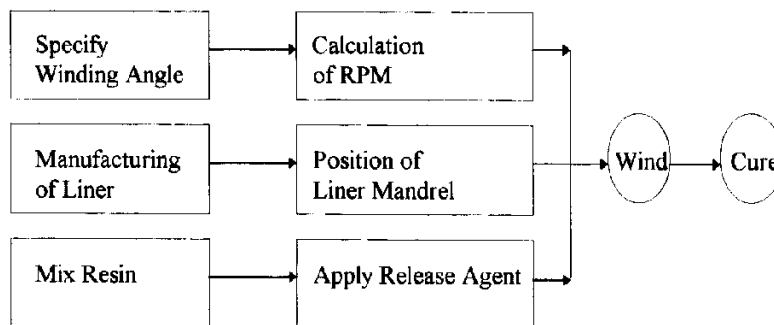 Specify
Winding Angle
Calculation
of RPM
Manufacturing
of Liner
Position of
Liner Mandrel
Wind
Cure
Mix Resin
Apply Release Agent